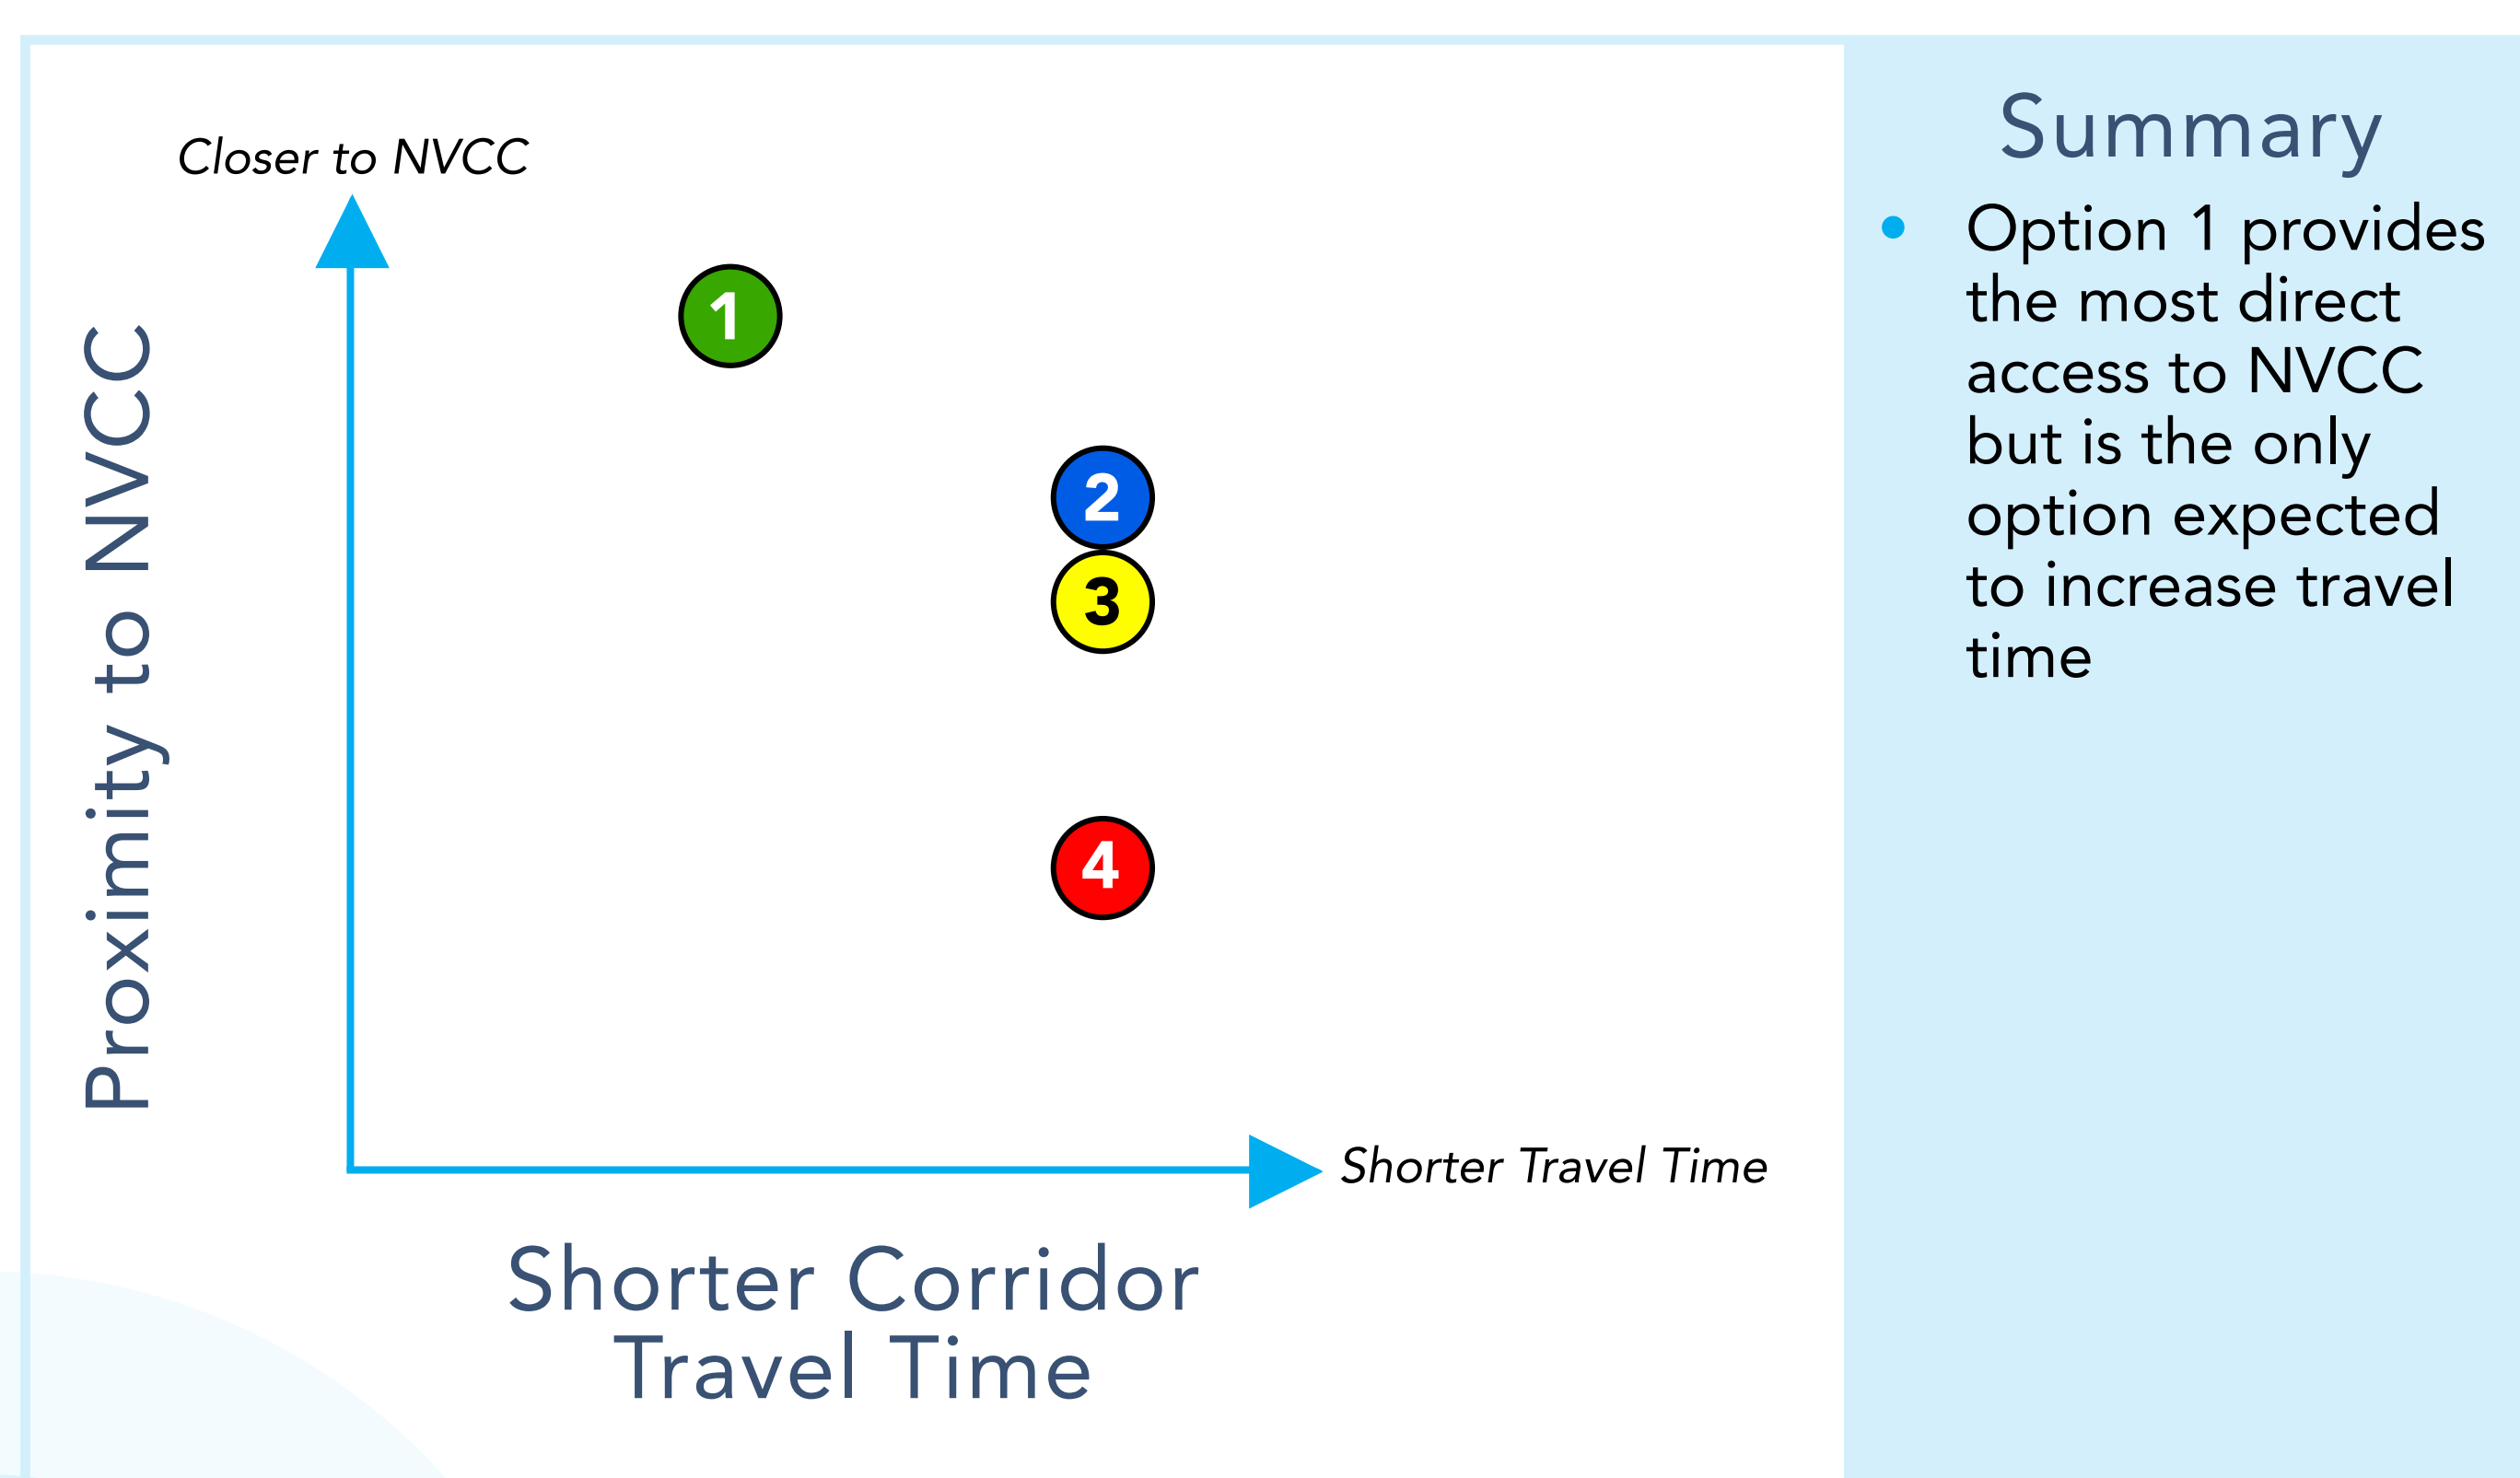 Closer to NVCC
Proximity to NVCC
1
2
3
4
Shorter Travel Time
Shorter Corridor
Travel Time
Summary
• Option 1 provides
the most direct
access to NVCC
but is the only
option expected
to increase travel
time